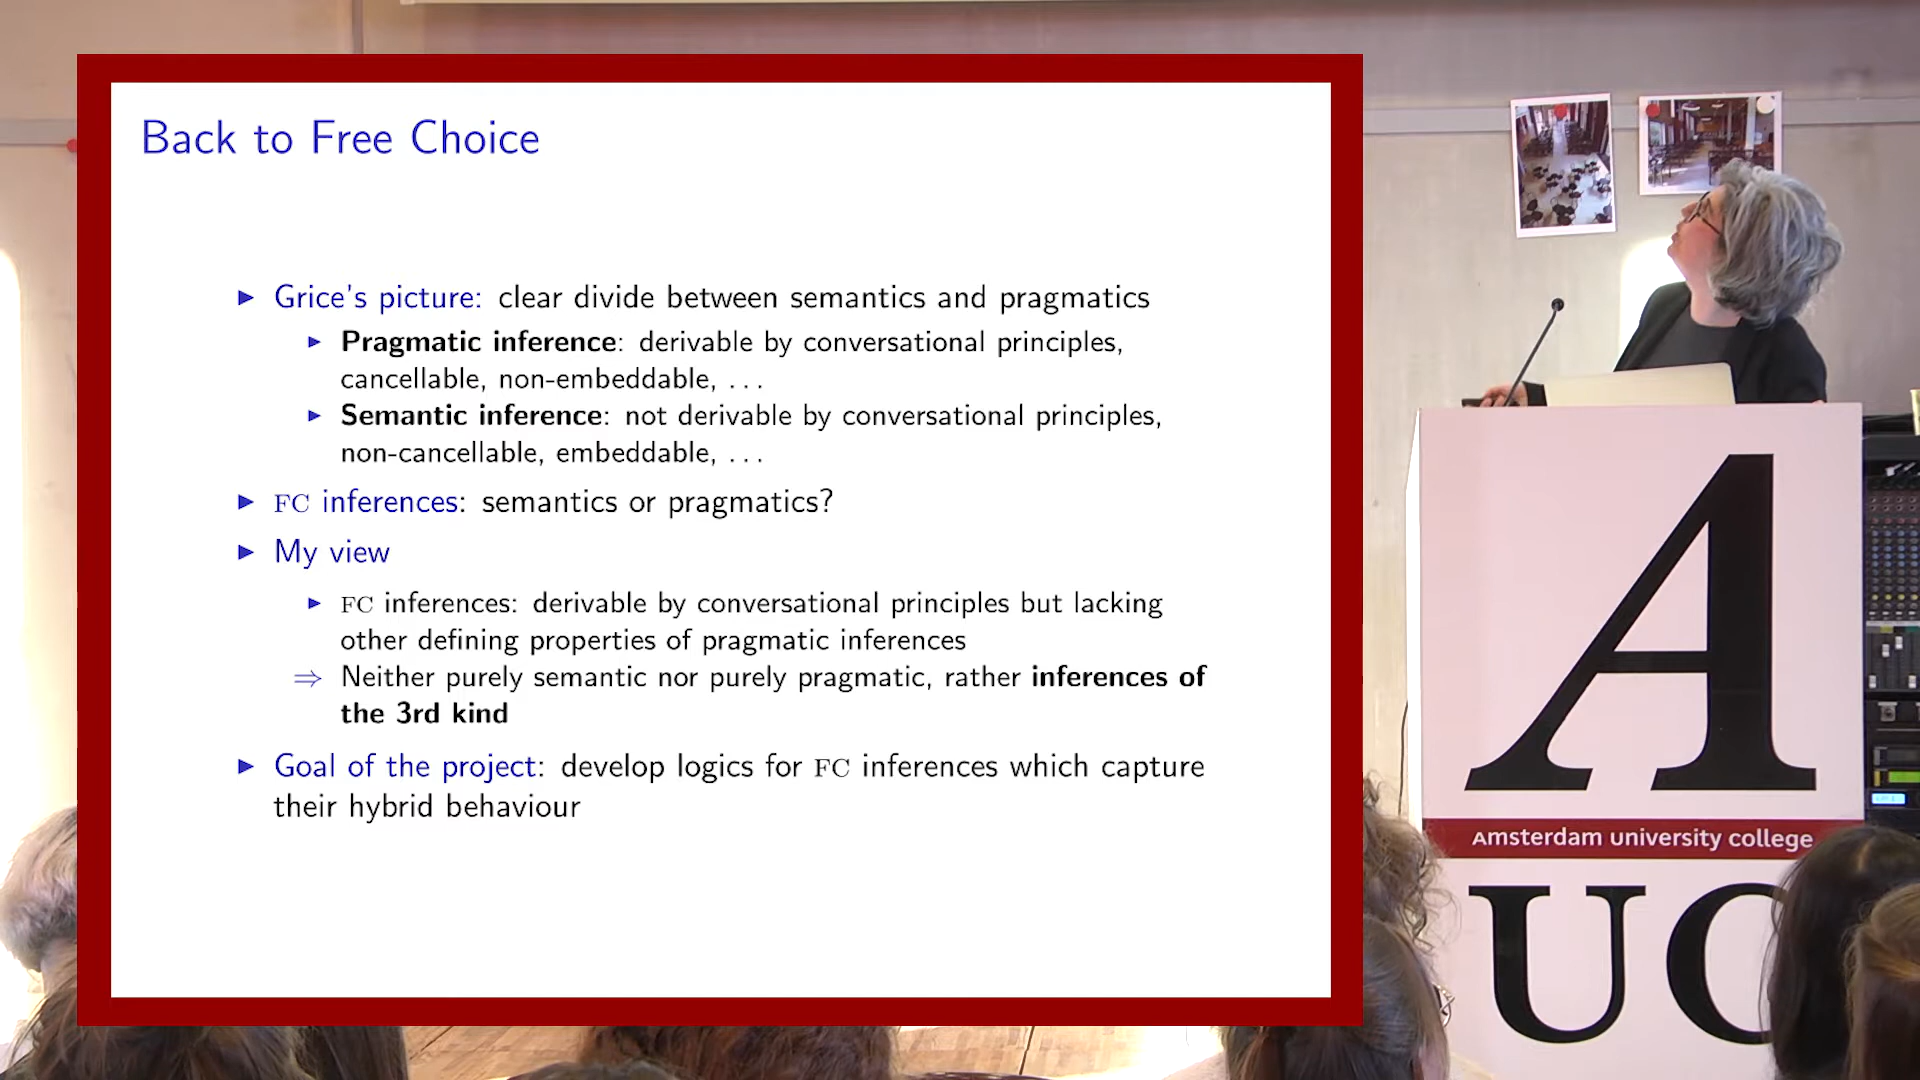 Back to Free Choice
▶ Grice's picture: clear divide between semantics and pragmatics
▶ Pragmatic inference: derivable by conversational principles,
cancellable, non-embeddable, ...
▶ Semantic inference: not derivable by conversational principles,
non-cancellable, embeddable, ...
▶ FC inferences: semantics or pragmatics?
▶ My view
▶ FC inferences: derivable by conversational principles but lacking
other defining properties of pragmatic inferences
⇒ Neither purely semantic nor purely pragmatic, rather inferences of
the 3rd kind
▶ Goal of the project: develop logics for FC inferences which capture
their hybrid behaviour
A
Amsterdam university college
UC